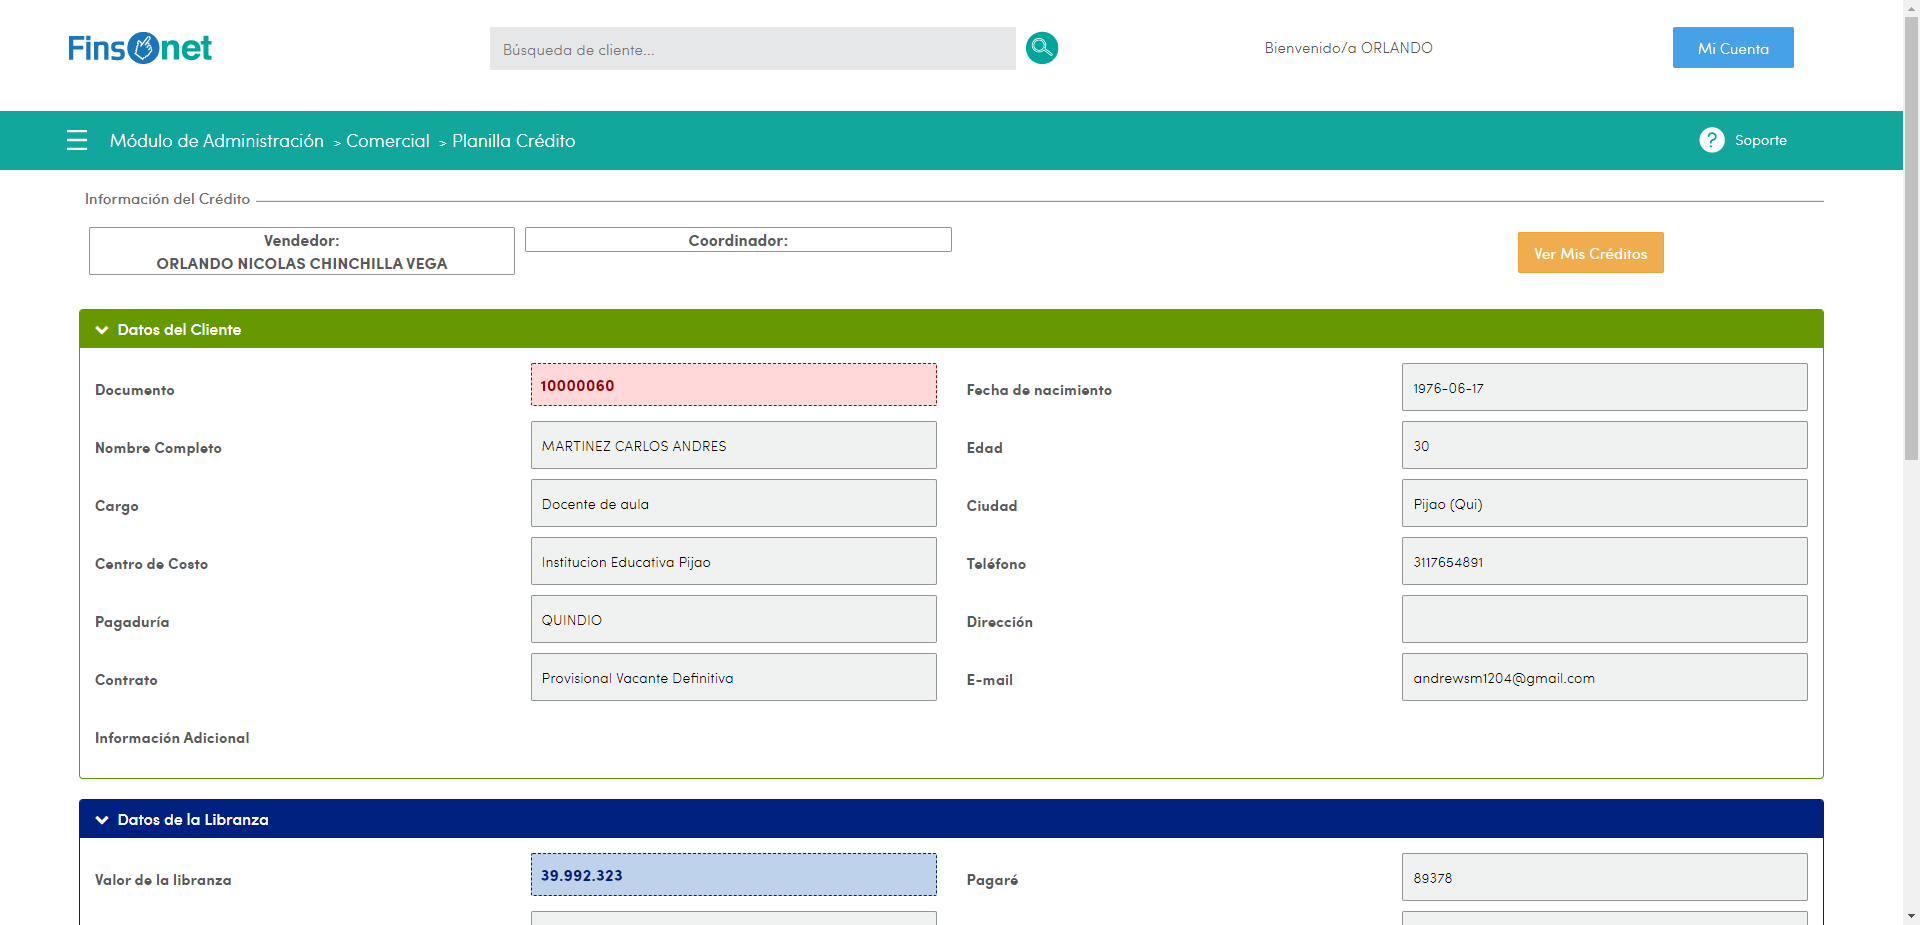 Finsonet
Búsqueda de cliente...
Bienvenido/a ORLANDO
Mi Cuenta
Módulo de Administración > Comercial > Planilla Crédito
? Soporte
Información del Crédito
Vendedor:
ORLANDO NICOLAS CHINCHILLA VEGA
Coordinador:
Ver Mis Créditos
Datos del Cliente
Documento 10000060 Fecha de nacimiento 1976-06-17
Nombre Completo MARTINEZ CARLOS ANDRES Edad 30
Cargo Docente de aula Ciudad Pijao (Qui)
Centro de Costo Institucion Educativa Pijao Teléfono 3117654891
Pagaduría QUINDIO Dirección
Contrato Provisional Vacante Definitiva E-mail andrewsm1204@gmail.com
Información Adicional
Datos de la Libranza
Valor de la libranza 39.992.323 Pagaré 89378